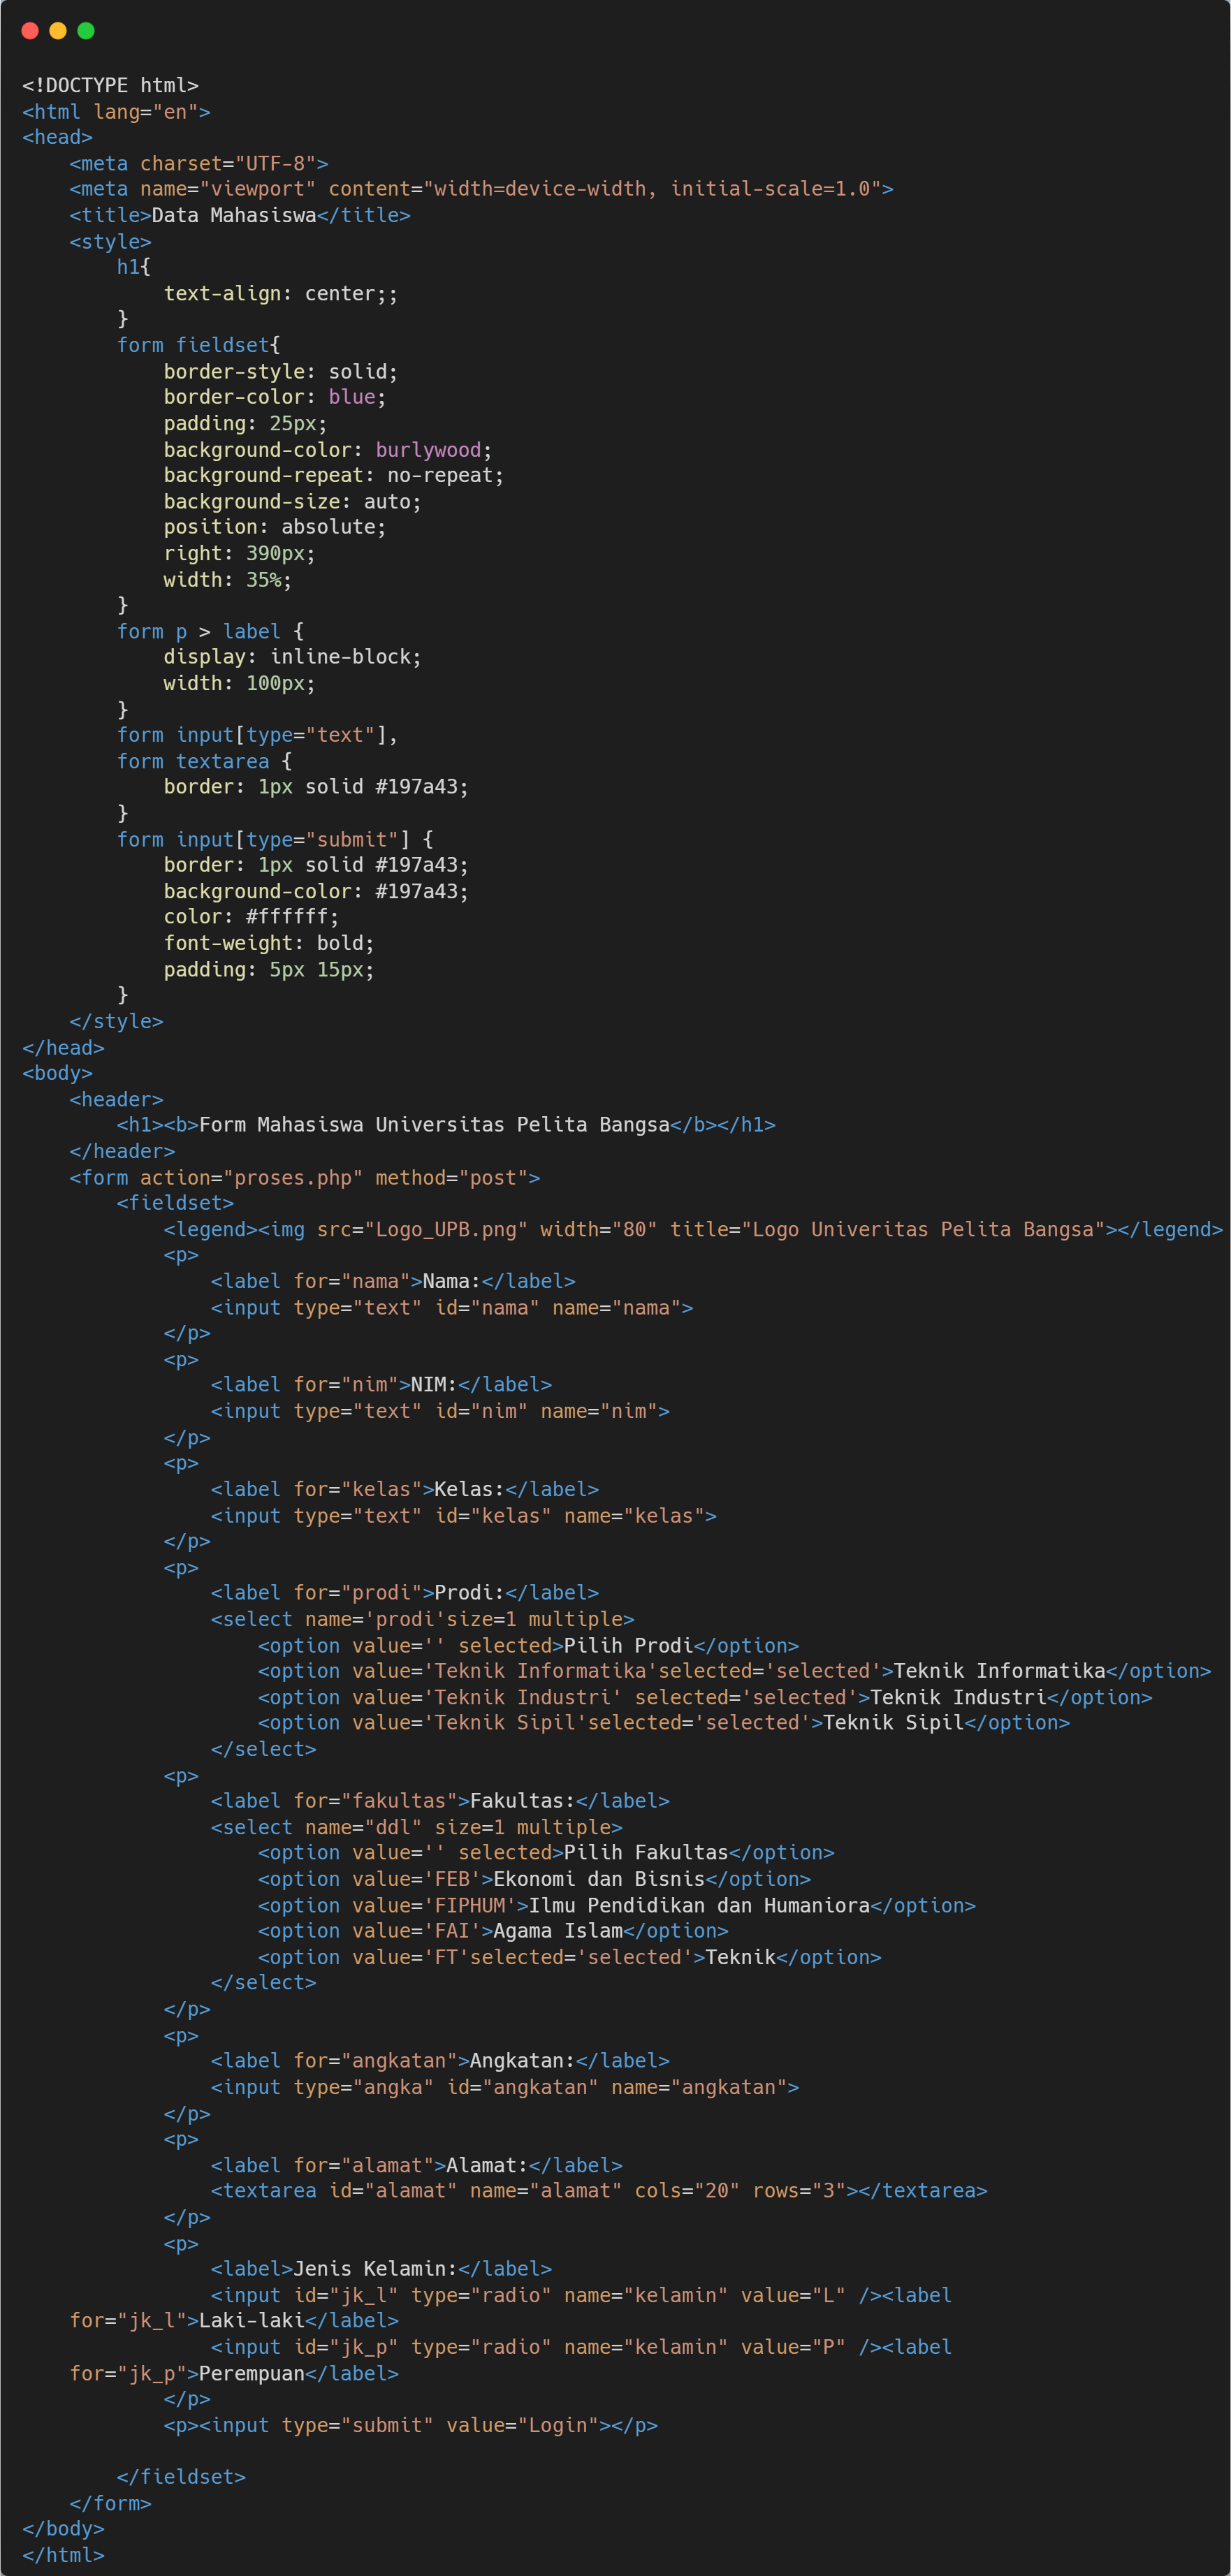 <!DOCTYPE html>
<html lang="en">
<head>
    <meta charset="UTF-8">
    <meta name="viewport" content="width=device-width, initial-scale=1.0">
    <title>Data Mahasiswa</title>
    <style>
        h1{
            text-align: center;;
        }
        form fieldset{
            border-style: solid;
            border-color: blue;
            padding: 25px;
            background-color: burlywood;
            background-repeat: no-repeat;
            background-size: auto;
            position: absolute;
            right: 390px;
            width: 35%;
        }
        form p > label {
            display: inline-block;
            width: 100px;
        }
        form input[type="text"],
        form textarea {
            border: 1px solid #197a43;
        }
        form input[type="submit"] {
            border: 1px solid #197a43;
            background-color: #197a43;
            color: #ffffff;
            font-weight: bold;
            padding: 5px 15px;
        }
    </style>
</head>
<body>
    <header>
        <h1><b>Form Mahasiswa Universitas Pelita Bangsa</b></h1>
    </header>
    <form action="proses.php" method="post">
        <fieldset>
            <legend><img src="Logo_UPB.png" width="80" title="Logo Univeritas Pelita Bangsa"></legend>
            <p>
                <label for="nama">Nama:</label>
                <input type="text" id="nama" name="nama">
            </p>
            <p>
                <label for="nim">NIM:</label>
                <input type="text" id="nim" name="nim">
            </p>
            <p>
                <label for="kelas">Kelas:</label>
                <input type="text" id="kelas" name="kelas">
            </p>
            <p>
                <label for="prodi">Prodi:</label>
                <select name='prodi'size=1 multiple>
                    <option value='' selected>Pilih Prodi</option>
                    <option value='Teknik Informatika'selected='selected'>Teknik Informatika</option>
                    <option value='Teknik Industri' selected='selected'>Teknik Industri</option>
                    <option value='Teknik Sipil'selected='selected'>Teknik Sipil</option>
                </select>
            <p>
                <label for="fakultas">Fakultas:</label>
                <select name="ddl" size=1 multiple>
                    <option value='' selected>Pilih Fakultas</option>
                    <option value='FEB'>Ekonomi dan Bisnis</option>
                    <option value='FIPHUM'>Ilmu Pendidikan dan Humaniora</option>
                    <option value='FAI'>Agama Islam</option>
                    <option value='FT'selected='selected'>Teknik</option>
                </select>
            </p>
            <p>
                <label for="angkatan">Angkatan:</label>
                <input type="angka" id="angkatan" name="angkatan">
            </p>
            <p>
                <label for="alamat">Alamat:</label>
                <textarea id="alamat" name="alamat" cols="20" rows="3"></textarea>
            </p>
            <p>
                <label>Jenis Kelamin:</label>
                <input id="jk_l" type="radio" name="kelamin" value="L" /><label
    for="jk_l">Laki-laki</label>
                <input id="jk_p" type="radio" name="kelamin" value="P" /><label
    for="jk_p">Perempuan</label>
            </p>
            <p><input type="submit" value="Login"></p>

        </fieldset>
    </form>
</body>
</html>